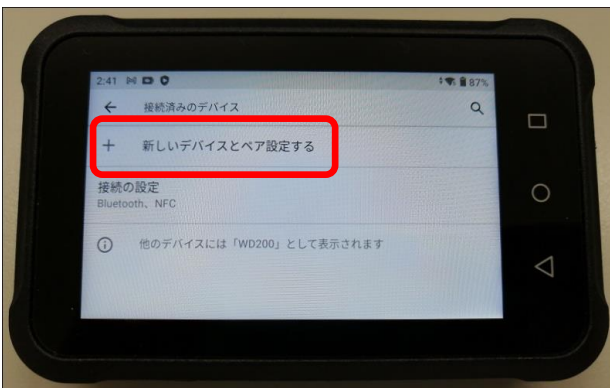 2:41
87%
接続済みのデバイス
新しいデバイスとペア設定する
接続の設定
Bluetooth、NFC
他のデバイスには「WD200」として表示されます